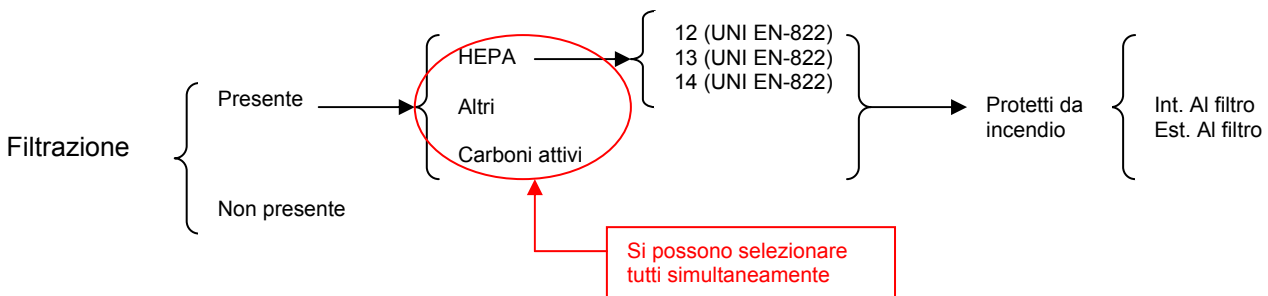 Filtrazione
Presente
Non presente
HEPA
Altri
Carboni attivi
12 (UNI EN-822)
13 (UNI EN-822)
14 (UNI EN-822)
Protetti da
incendio
Int. Al filtro
Est. Al filtro
Si possono selezionare
tutti simultaneamente